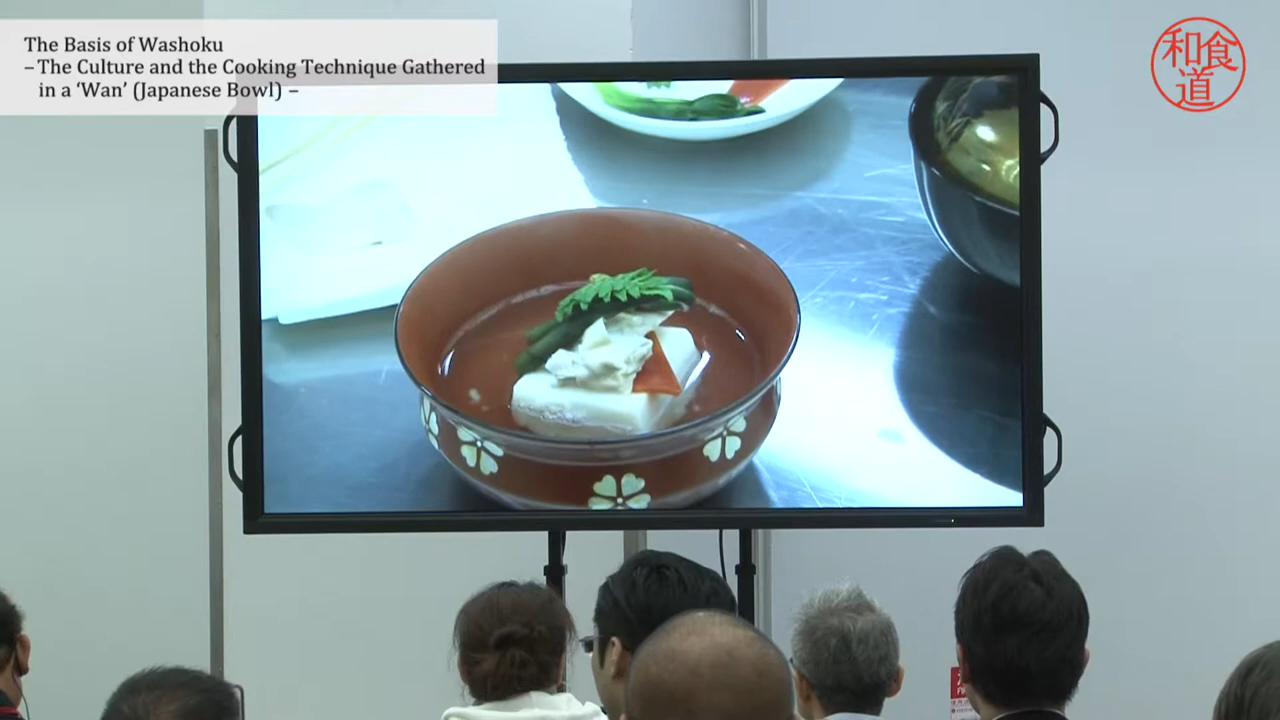 The Basis of Washoku
– The Culture and the Cooking Technique Gathered
in a ‘Wan’ (Japanese Bowl) –
和食
道